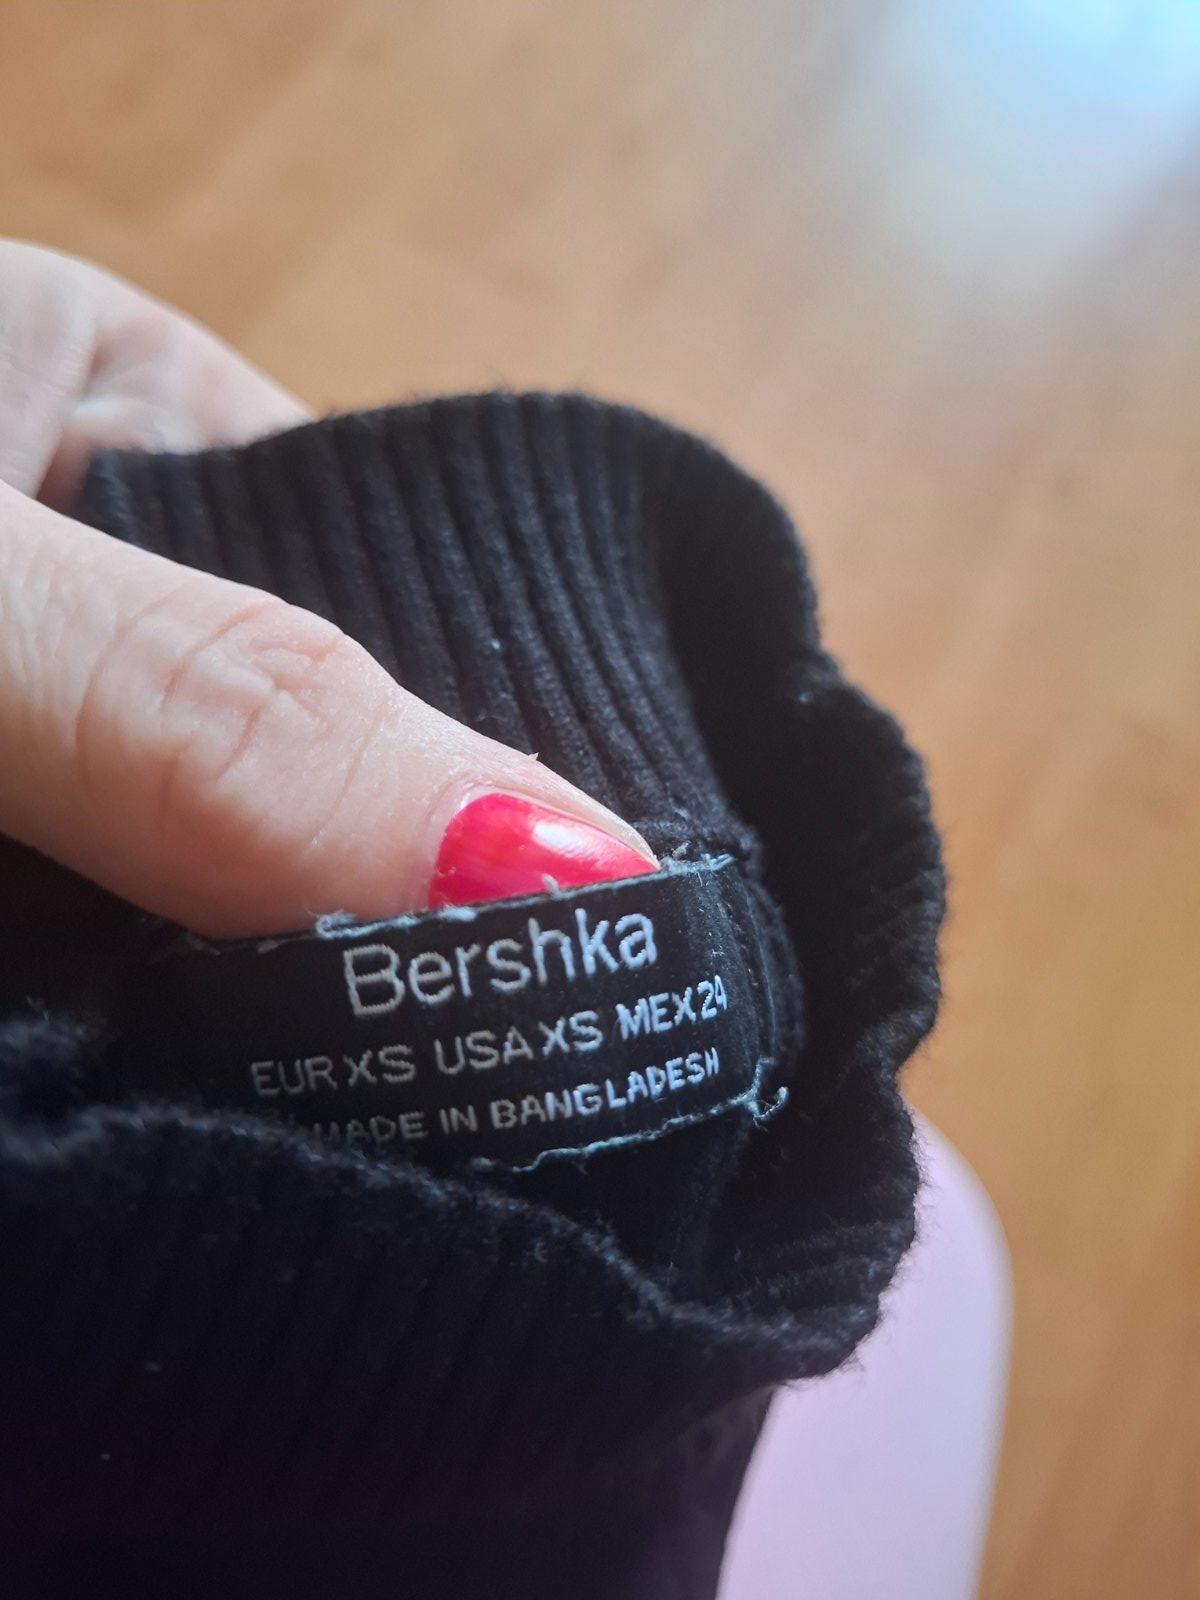 Bershka
EUR XS USA XS MEX 24
MADE IN BANGLADESH